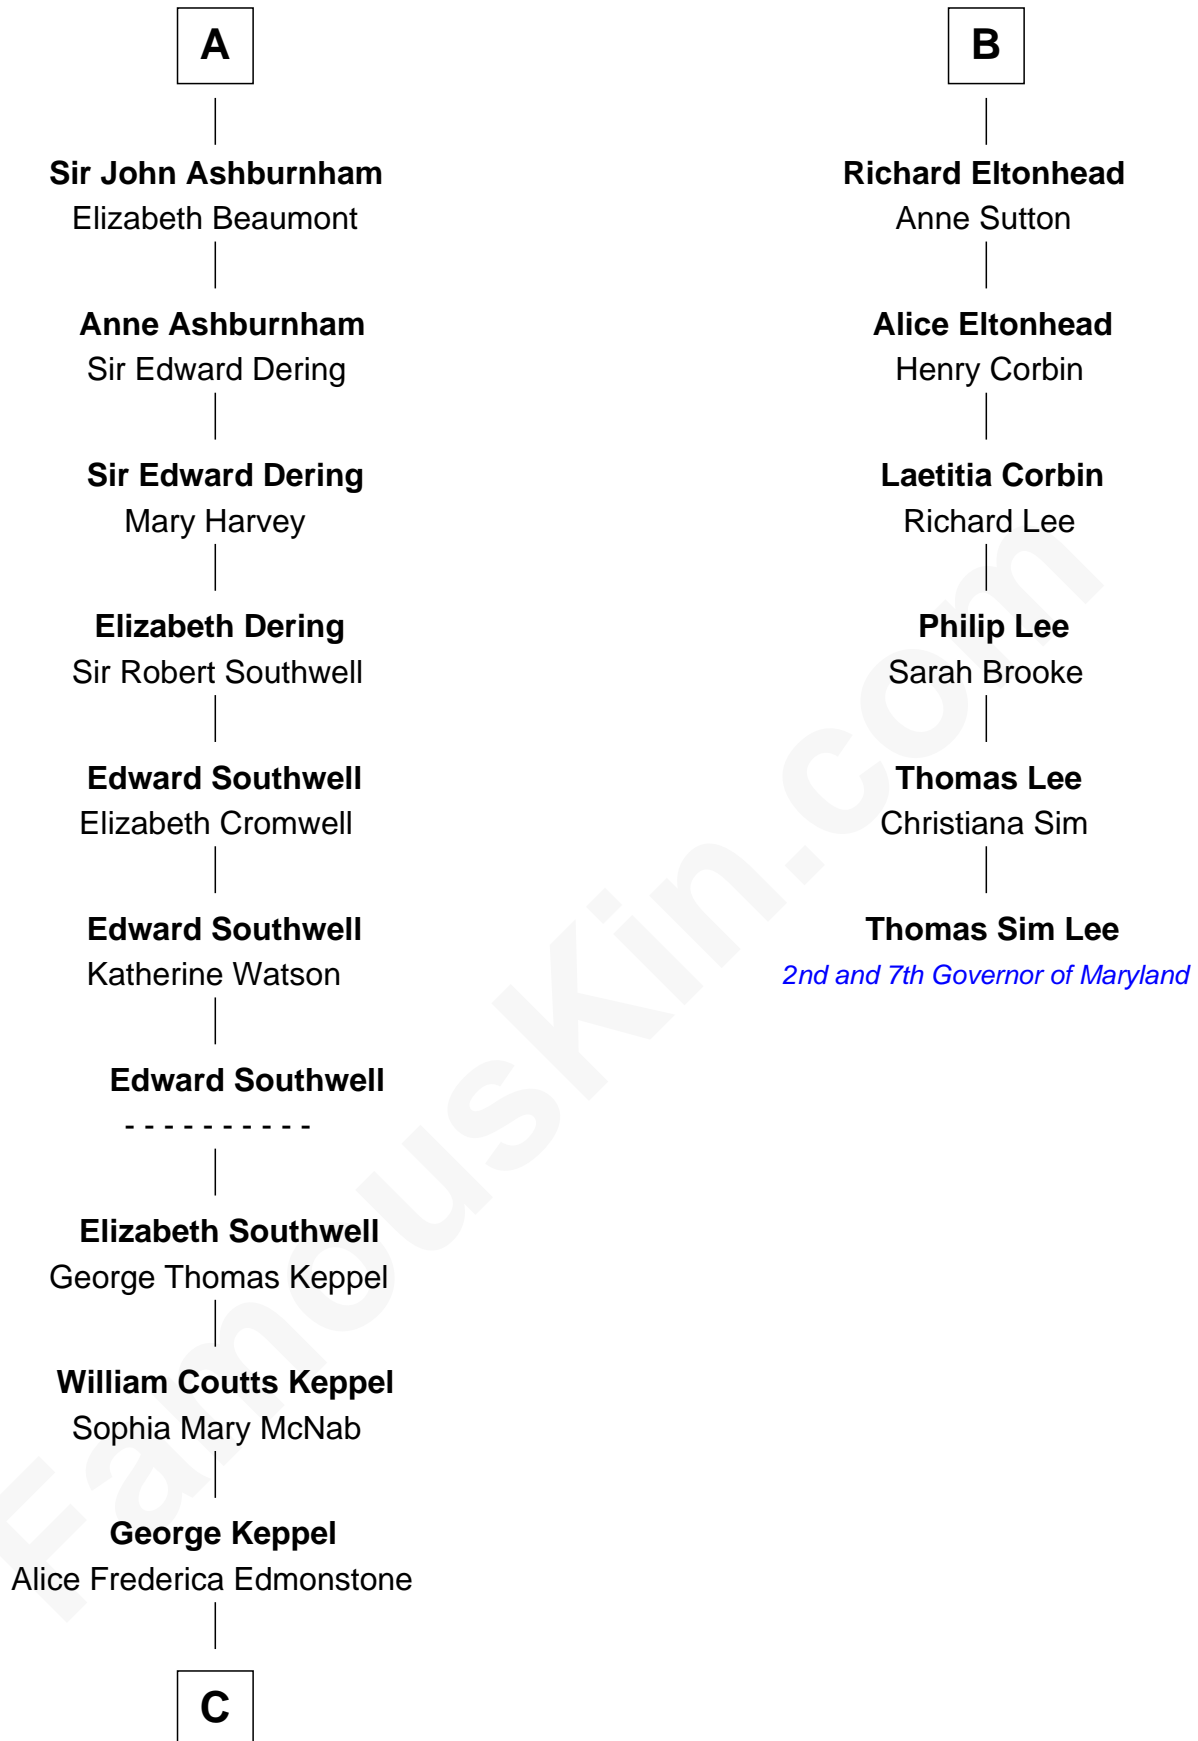 A
Sir John Ashburnham
Elizabeth Beaumont
Anne Ashburnham
Sir Edward Dering
Sir Edward Dering
Mary Harvey
Elizabeth Dering
Sir Robert Southwell
Edward Southwell
Elizabeth Cromwell
Edward Southwell
Katherine Watson
Edward Southwell
- - - - - - - - - -
Elizabeth Southwell
George Thomas Keppel
William Coutts Keppel
Sophia Mary McNab
George Keppel
Alice Frederica Edmonstone
C
B
Richard Eltonhead
Anne Sutton
Alice Eltonhead
Henry Corbin
Laetitia Corbin
Richard Lee
Philip Lee
Sarah Brooke
Thomas Lee
Christiana Sim
Thomas Sim Lee
2nd and 7th Governor of Maryland
FamousKin.com